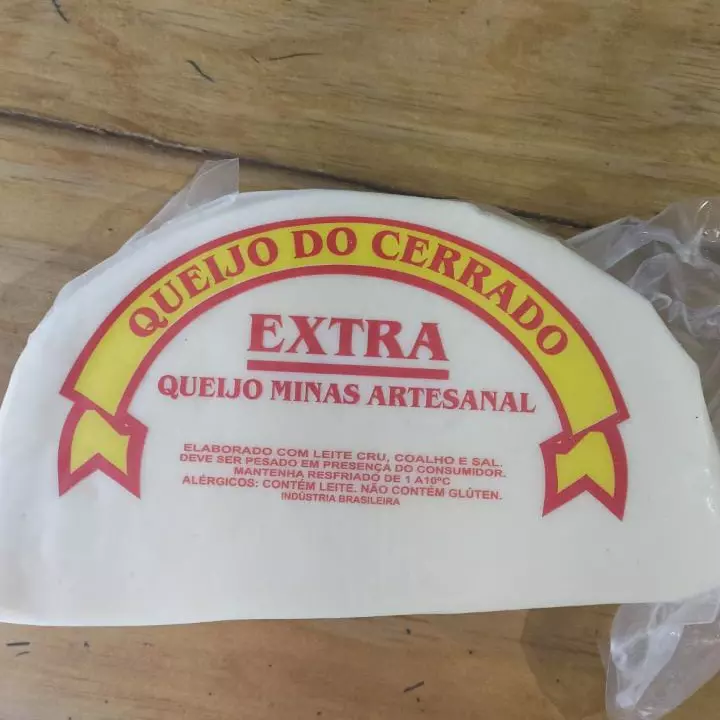 QUEIJO DO CERRADO
EXTRA
QUEIJO MINAS ARTESANAL
ELABORADO COM LEITE CRU, COALHO E SAL.
DEVE SER PESADO EM PRESENÇA DO CONSUMIDOR.
MANTENHA RESFRIADO DE 1 A10°C
ALÉRGICOS: CONTÉM LEITE. NÃO CONTÉM GLÚTEN.
INDÚSTRIA BRASILEIRA